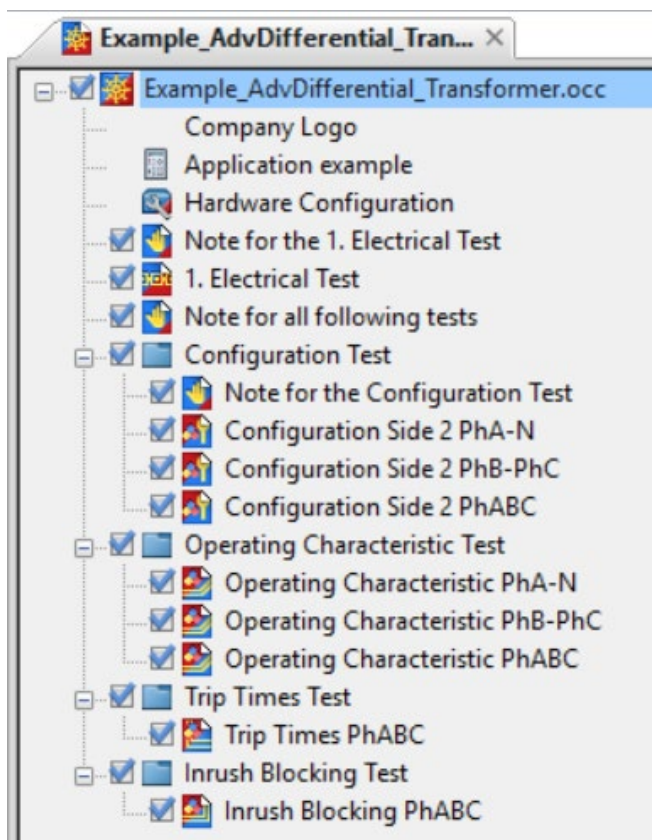 Example_AdvDifferential_Tran...
Example_AdvDifferential_Transformer.occ
Company Logo
Application example
Hardware Configuration
Note for the 1. Electrical Test
1. Electrical Test
Note for all following tests
Configuration Test
Note for the Configuration Test
Configuration Side 2 PhA-N
Configuration Side 2 PhB-PhC
Configuration Side 2 PhABC
Operating Characteristic Test
Operating Characteristic PhA-N
Operating Characteristic PhB-PhC
Operating Characteristic PhABC
Trip Times Test
Trip Times PhABC
Inrush Blocking Test
Inrush Blocking PhABC